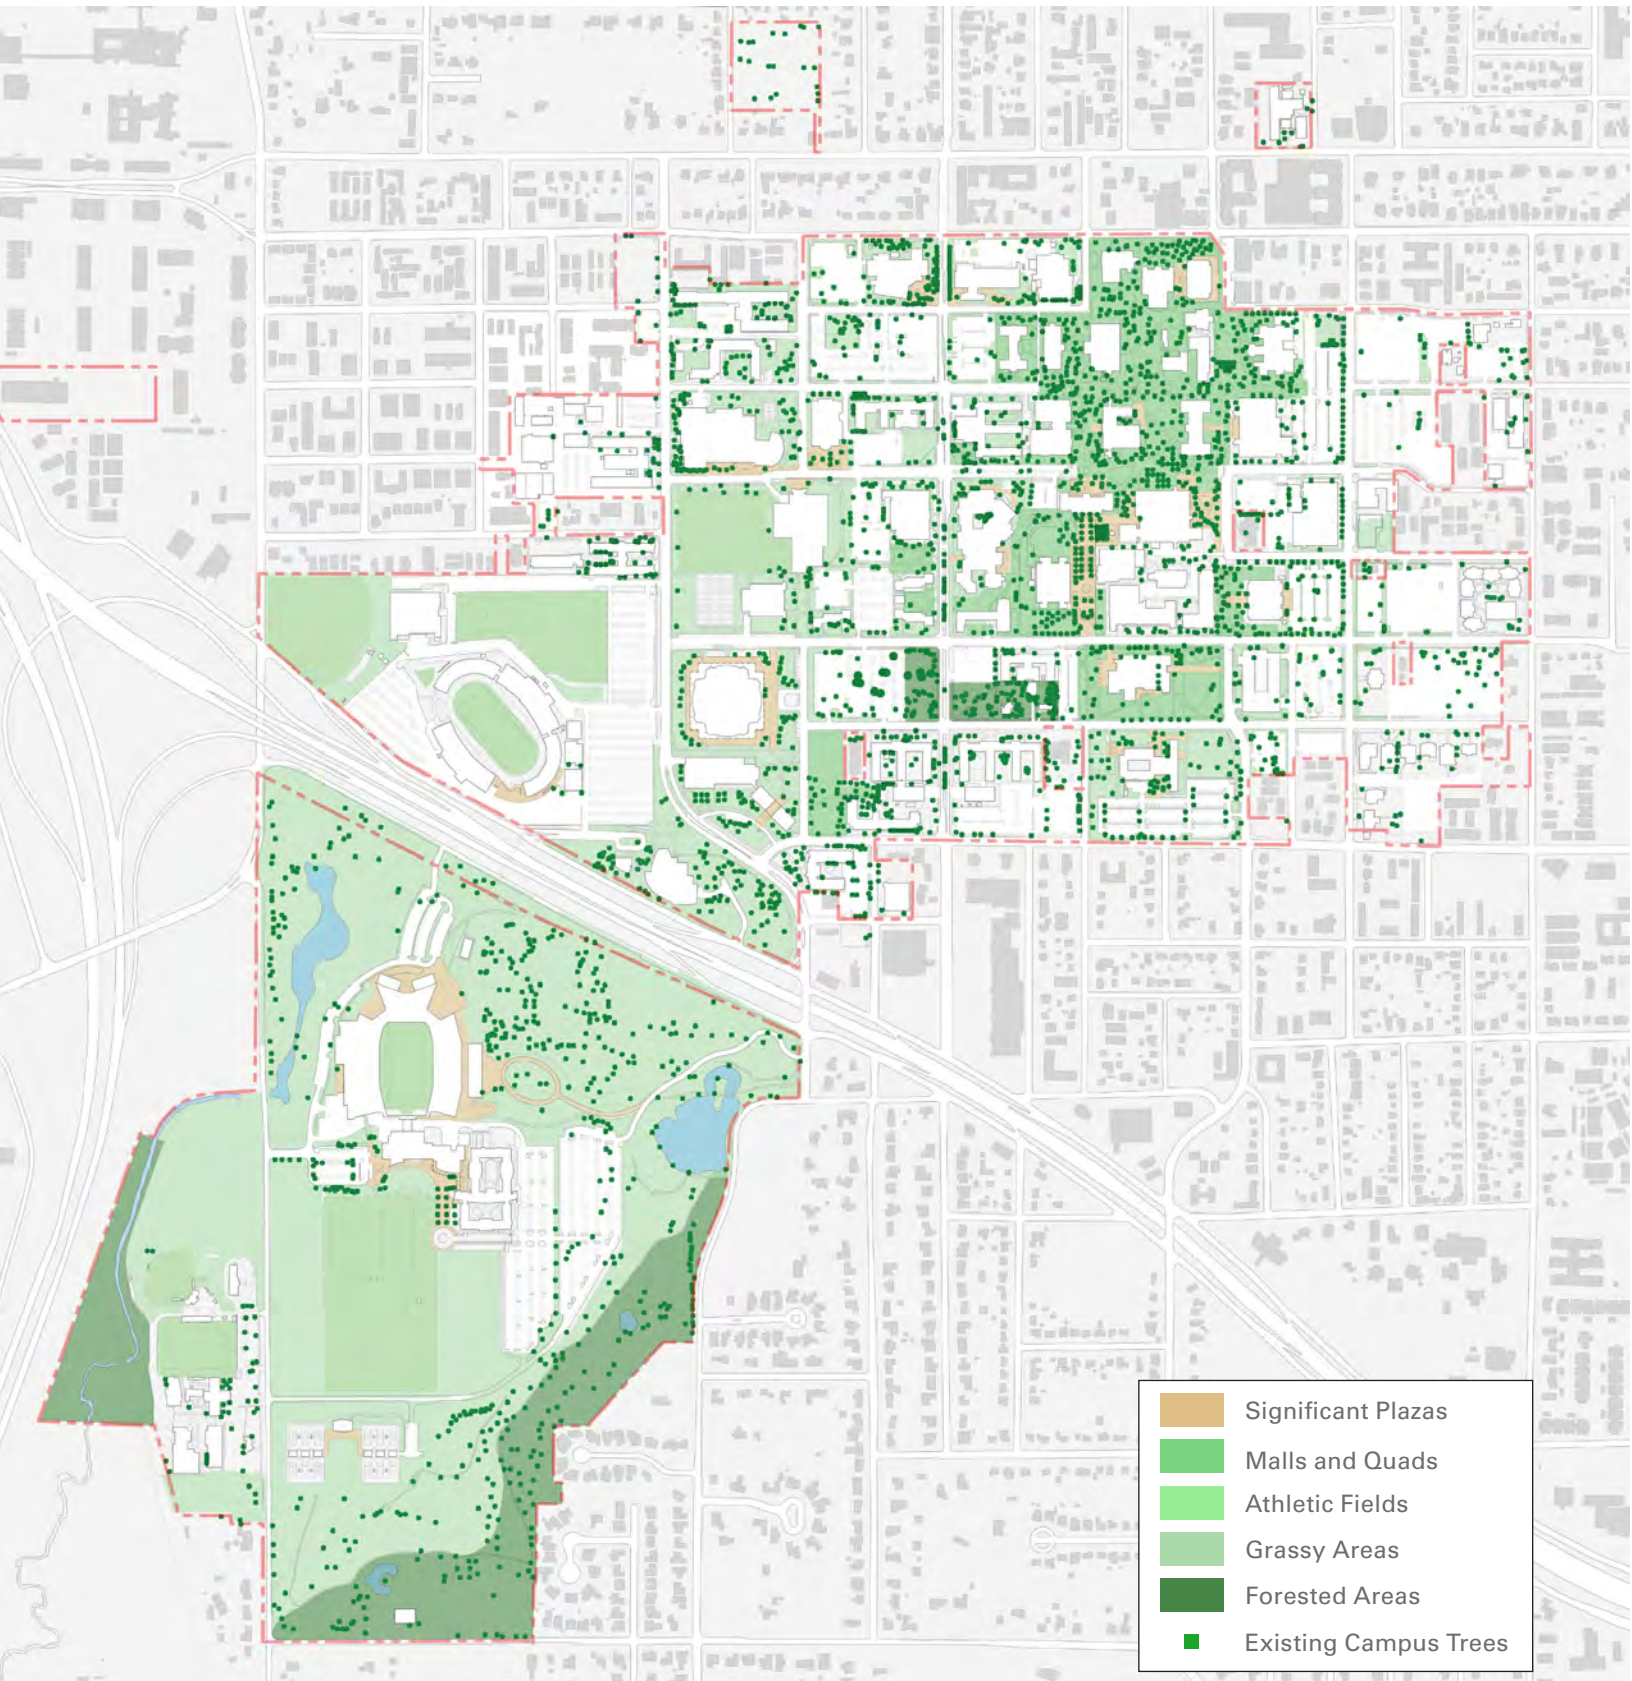 Significant Plazas
Malls and Quads
Athletic Fields
Grassy Areas
Forested Areas
Existing Campus Trees